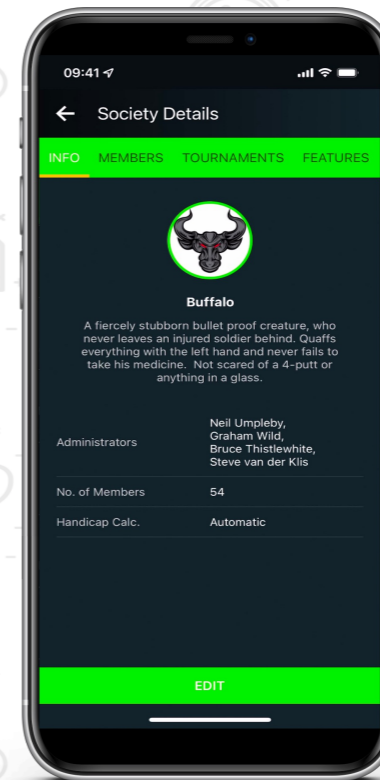 09:41
Society Details
INFO MEMBERS TOURNAMENTS FEATURES
Buffalo
A fiercely stubborn bullet proof creature, who
never leaves an injured soldier behind. Quaffs
everything with the left hand and never fails to
take his medicine. Not scared of a 4-putt or
anything in a glass.
Administrators
Neil Umpleby,
Graham Wild,
Bruce Thistlewhite,
Steve van der Klis
No. of Members 54
Handicap Calc. Automatic
EDIT